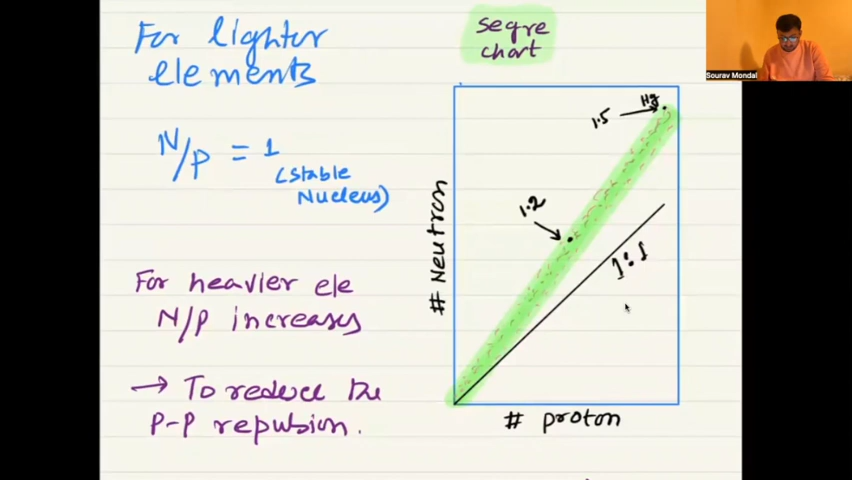 For lighter
elements
N/P = 1
(Stable
Nucleus)
For heavier ele
N/P increases
→ To reduce the
P-P repulsion.
segre
chart
# Neutron
1.5
Hg
1.2
1:1
# proton
Sourav Mondal